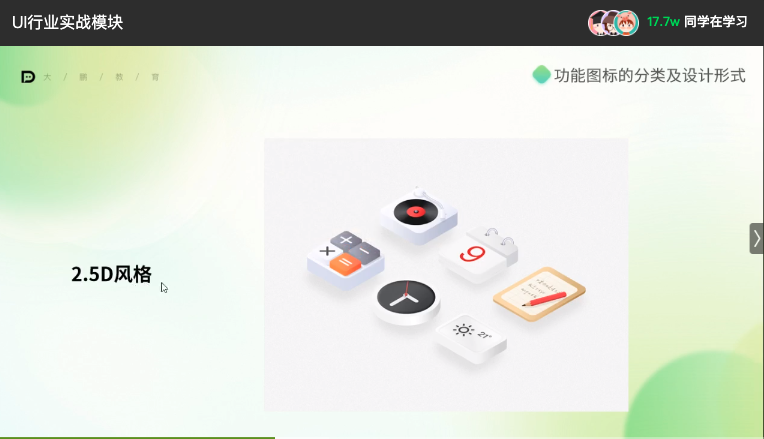 UI行业实战模块
17.7w 同学在学习
大 / 鹏 / 教 / 育
功能图标的分类及设计形式
2.5D风格
9
21°